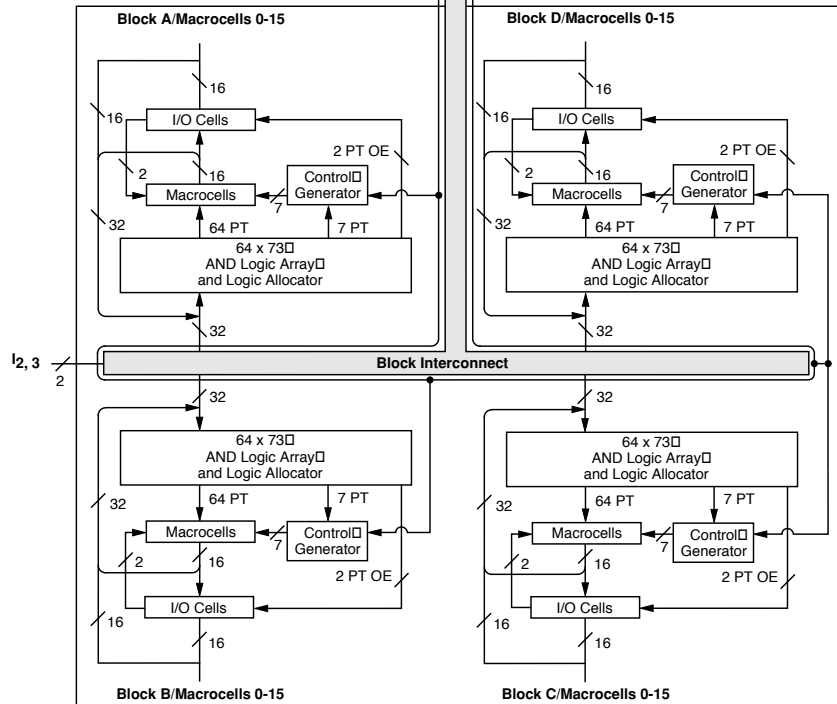 Block A/Macrocells 0-15
Block D/Macrocells 0-15
16
16
16
16
I/O Cells
I/O Cells
2 PT OE
2 PT OE
2
16
2
16
Control□
Generator
Control□
Generator
Macrocells
Macrocells
7
7
32
64 PT
7 PT
32
64 PT
7 PT
64 x 73□
AND Logic Array□
and Logic Allocator
64 x 73□
AND Logic Array□
and Logic Allocator
32
32
I2, 3
2
Block Interconnect
32
32
64 x 73□
AND Logic Array□
and Logic Allocator
64 x 73□
AND Logic Array□
and Logic Allocator
32
64 PT
7 PT
32
64 PT
7 PT
Macrocells
Macrocells
7
7
Control□
Generator
Control□
Generator
2
16
2
16
2 PT OE
2 PT OE
I/O Cells
I/O Cells
16
16
16
16
Block B/Macrocells 0-15
Block C/Macrocells 0-15